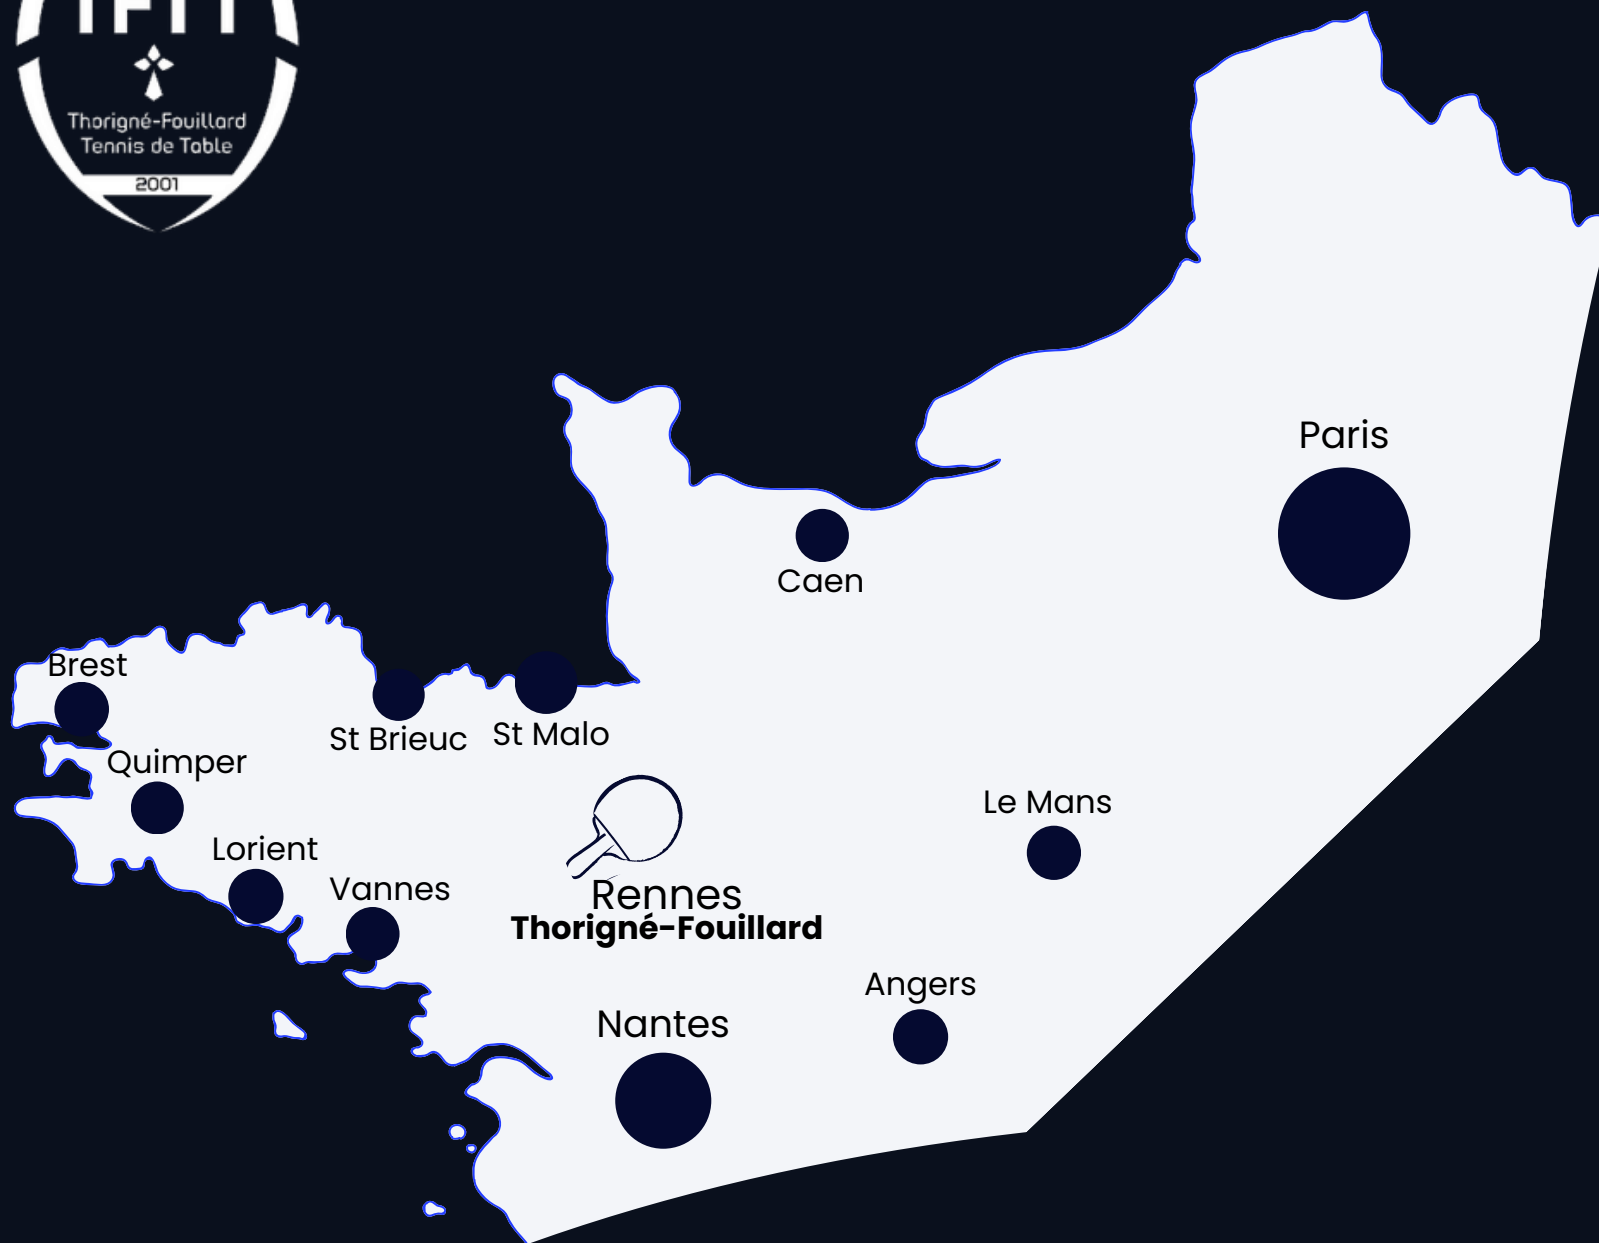 Thorigné-Fouillard
Tennis de Table
2001
Paris
Caen
Brest
St Brieuc
St Malo
Quimper
Le Mans
Lorient
Vannes
Rennes
Thorigné-Fouillard
Angers
Nantes